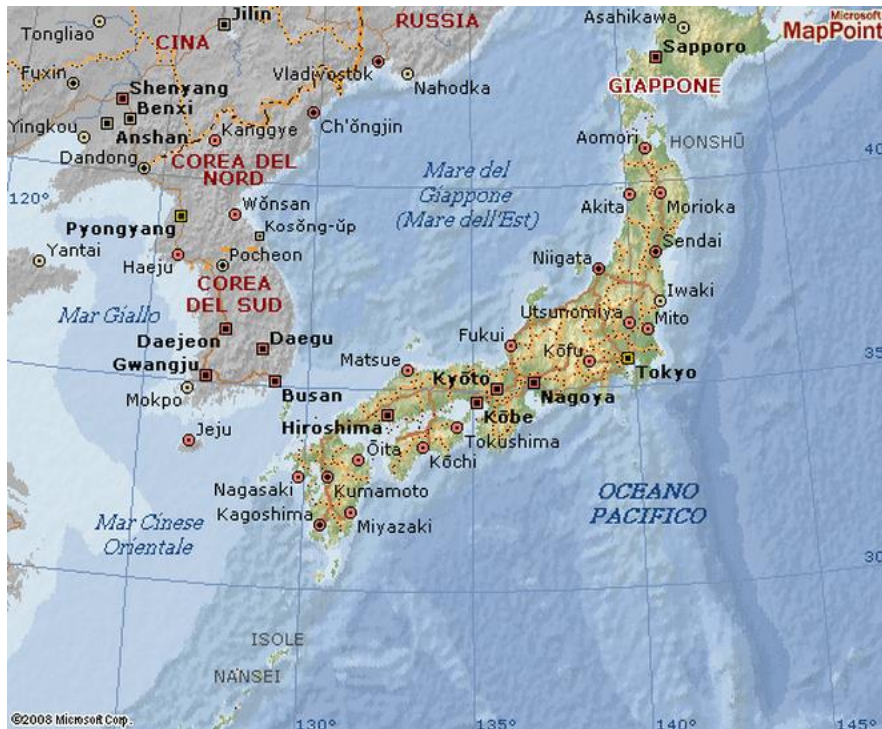 Microsoft
MapPoint
Jilin
RUSSIA
Asahikawa
Tongliao
CINA
Sapporo
Fuxin
Vladivostok
Nahodka
GIAPPONE
Shenyang
Benxi
Yingkou
Anshan
Kanggye
Ch'ŏngjin
Aomori
HONSHŪ
Dandong
COREA DEL
NORD
Mare del
Giappone
(Mare dell'Est)
40°
120°
Wŏnsan
Akita
Morioka
Pyongyang
Kosŏng-ŭp
Sendai
Yantai
Haeju
Pocheon
Niigata
COREA
DEL SUD
Iwaki
Mar Giallo
Utsunomiya
Mito
Daejeon
Daegu
Fukui
Gwangju
Matsue
Kōfu
35°
Kyōto
Tokyo
Mokpo
Busan
Nagoya
Hiroshima
Kōbe
Jeju
Ōita
Tokushima
Kōchi
Nagasaki
Kumamoto
OCEANO
PACIFICO
Kagoshima
Miyazaki
Mar Cinese
Orientale
30°
ISOLE
NANSEI
©2008 Microsoft Corp.
130°
135°
140°
145°